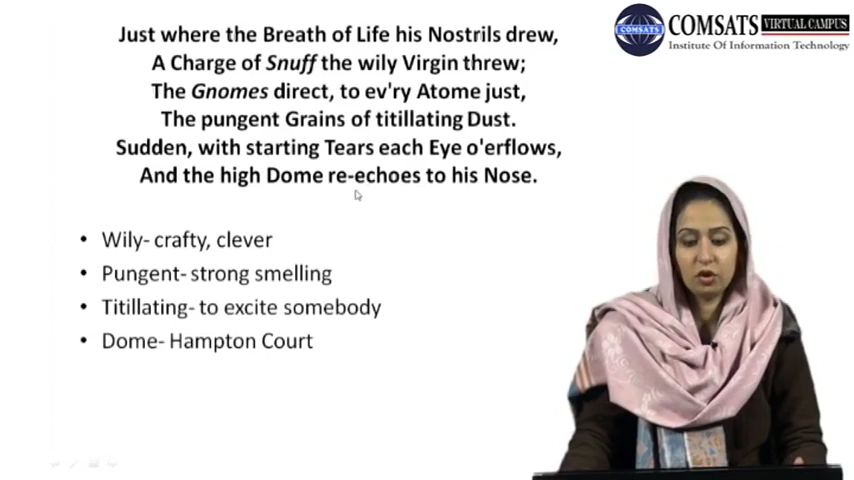 Just where the Breath of Life his Nostrils drew,
A Charge of Snuff the wily Virgin threw;
The Gnomes direct, to ev'ry Atome just,
The pungent Grains of titillating Dust.
Sudden, with starting Tears each Eye o'erflows,
And the high Dome re-echoes to his Nose.
• Wily- crafty, clever
• Pungent- strong smelling
• Titillating- to excite somebody
• Dome- Hampton Court
COMSATS
COMSATS VIRTUAL CAMPUS
Institute Of Information Technology